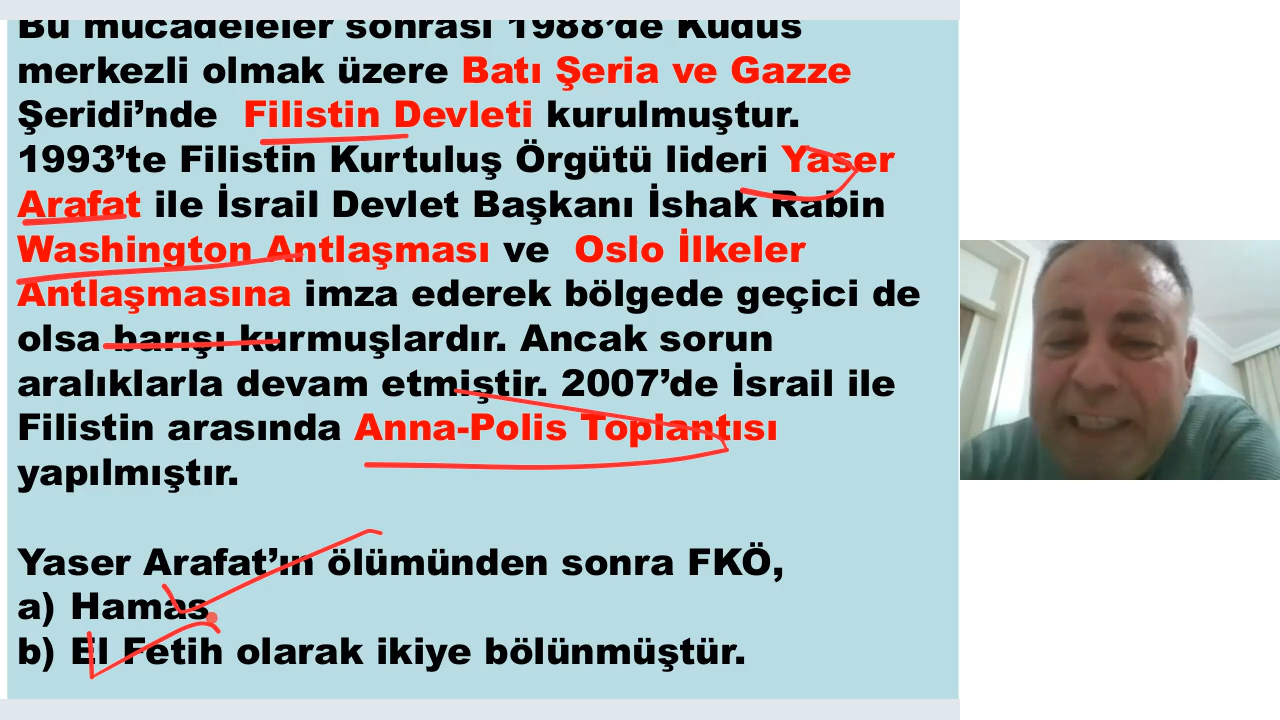 Bu mücadeleler sonrası 1988’de Kudüs
merkezli olmak üzere Batı Şeria ve Gazze
Şeridi’nde Filistin Devleti kurulmuştur.
1993’te Filistin Kurtuluş Örgütü lideri Yaser
Arafat ile İsrail Devlet Başkanı İshak Rabin
Washington Antlaşması ve Oslo İlkeler
Antlaşmasına imza ederek bölgede geçici de
olsa barışı kurmuşlardır. Ancak sorun
aralıklarla devam etmiştir. 2007’de İsrail ile
Filistin arasında Anna-Polis Toplantısı
yapılmıştır.
Yaser Arafat’ın ölümünden sonra FKÖ,
a) Hamas
b) El Fetih olarak ikiye bölünmüştür.